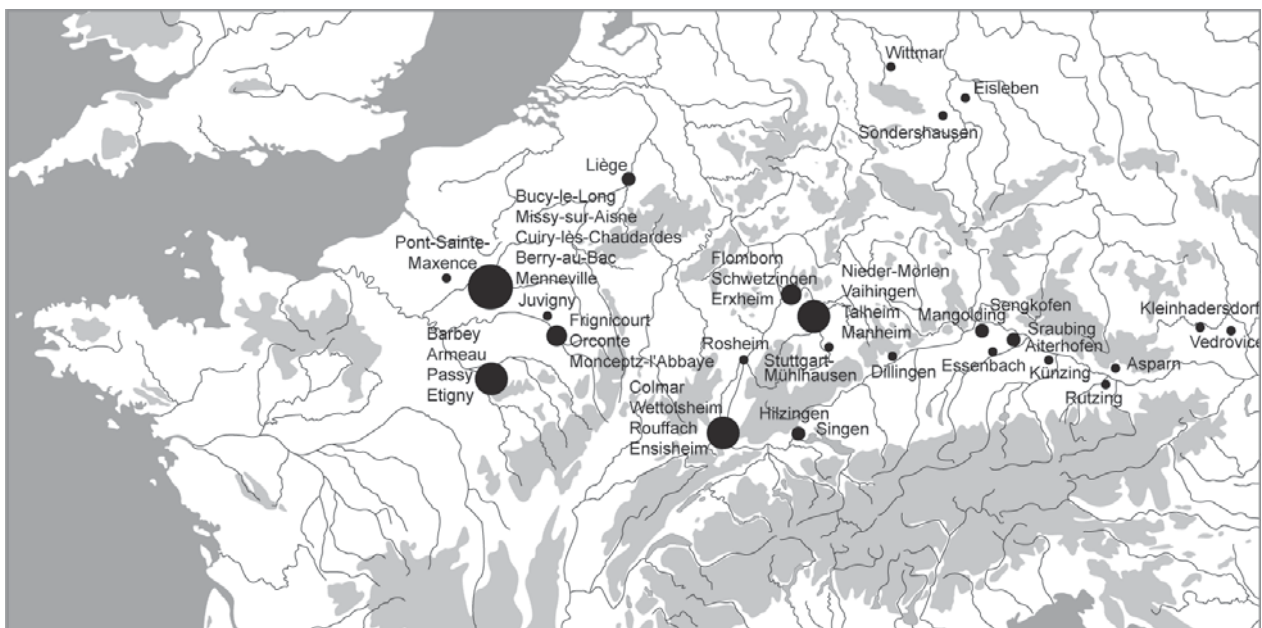 Wittmar
Eisleben
Sondershausen
Liège
Bucy-le-Long
Missy-sur-Aisne
Cuiry-lès-Chaudardes
Berry-au-Bac
Menneville
Pont-Sainte-
Maxence
Juvigny
Frignicourt
Orconte
Monceptz-l'Abbaye
Barbey
Armeau
Passy
Etigny
Flomborn
Schwetzingen
Erxheim
Nieder-Mörlen
Vaihingen
Talheim
Manheim
Stuttgart-
Mühlhausen
Rosheim
Colmar
Wettolsheim
Rouffach
Ensisheim
Hilzingen
Singen
Dillingen
Mangolding
Sengkofen
Sraubing
Aiterhofen
Essenbach
Künzing
Kleinhadersdorf
Vedrovice
Asparn
Rutzing